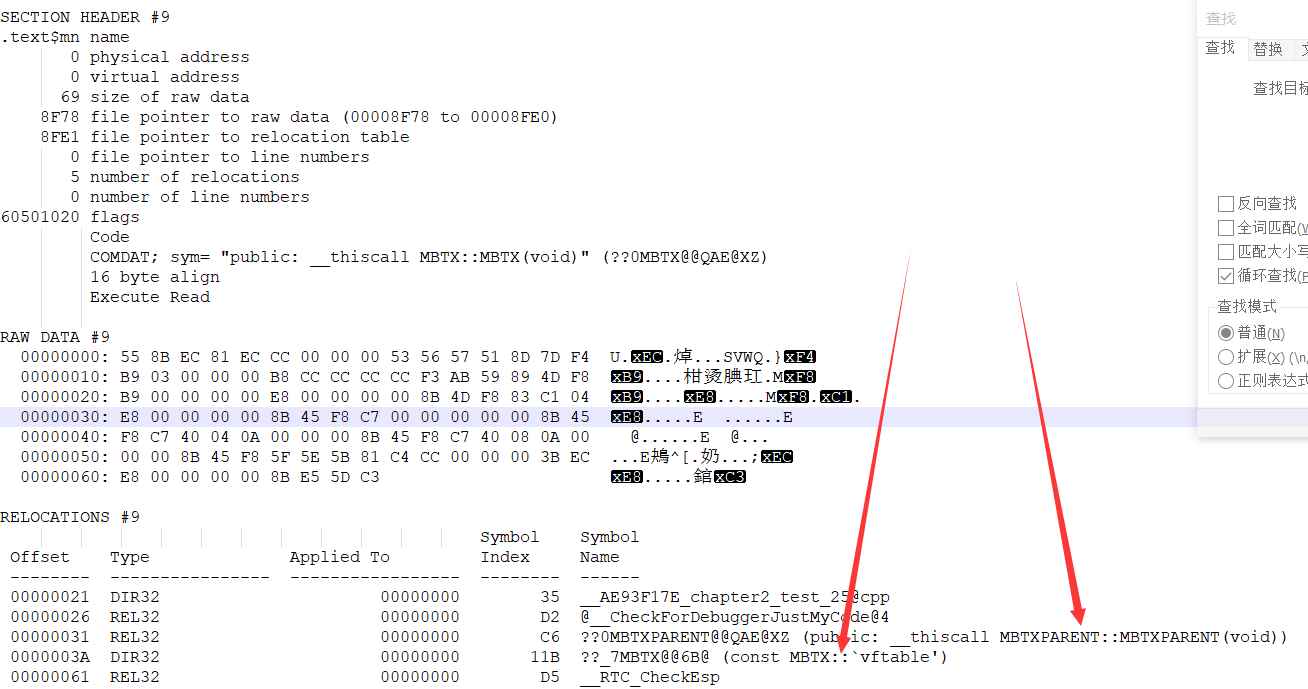 SECTION HEADER #9
.text$mn name
0 physical address
0 virtual address
69 size of raw data
8F78 file pointer to raw data (00008F78 to 00008FE0)
8FE1 file pointer to relocation table
0 file pointer to line numbers
5 number of relocations
0 number of line numbers
60501020 flags
Code
COMDAT; sym= "public: __thiscall MBTX::MBTX(void)" (??0MBTX@@QAE@XZ)
16 byte align
Execute Read
RAW DATA #9
00000000: 55 8B EC 81 EC CC 00 00 00 53 56 57 51 8D 7D F4 U.xEC.焯...SVWQ.}xF4
00000010: B9 03 00 00 00 B8 CC CC CC CC F3 AB 59 89 4D F8 xB9....柑烫腆玒.MxF8
00000020: B9 00 00 00 00 E8 00 00 00 00 8B 4D F8 83 C1 04 xB9....xE8.....MxF8.xC1.
00000030: E8 00 00 00 00 8B 45 F8 C7 00 00 00 00 00 8B 45 xE8.....E ......E
00000040: F8 C7 40 04 0A 00 00 00 8B 45 F8 C7 40 08 0A 00 @......E @...
00000050: 00 00 8B 45 F8 5F 5E 5B 81 C4 CC 00 00 00 3B EC ...E鳺^[.奶...;xEC
00000060: E8 00 00 00 00 8B E5 5D C3 xE8.....錧xC3
RELOCATIONS #9
Symbol Symbol
Offset Type Applied To Index Name
-------- ---------------- ----------------- -------- ------
00000021 DIR32 00000000 35 __AE93F17E_chapter2_test_25@cpp
00000026 REL32 00000000 D2 @__CheckForDebuggerJustMyCode@4
00000031 REL32 00000000 C6 ??0MBTXPARENT@@QAE@XZ (public: __thiscall MBTXPARENT::MBTXPARENT(void))
0000003A DIR32 00000000 11B ??_7MBTX@@6B@ (const MBTX::`vftable')
00000061 REL32 00000000 D5 __RTC_CheckEsp
查找
查找 替换
查找目标
反向查找
全词匹配(W
匹配大小写
循环查找(P
查找模式
普通(N)
扩展(X) (\n,
正则表达式